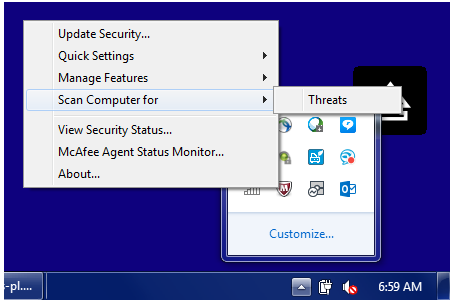 Update Security...
Quick Settings
Manage Features
Scan Computer for
Threats
View Security Status...
McAfee Agent Status Monitor...
About...
Customize...
s-pl....
6:59 AM